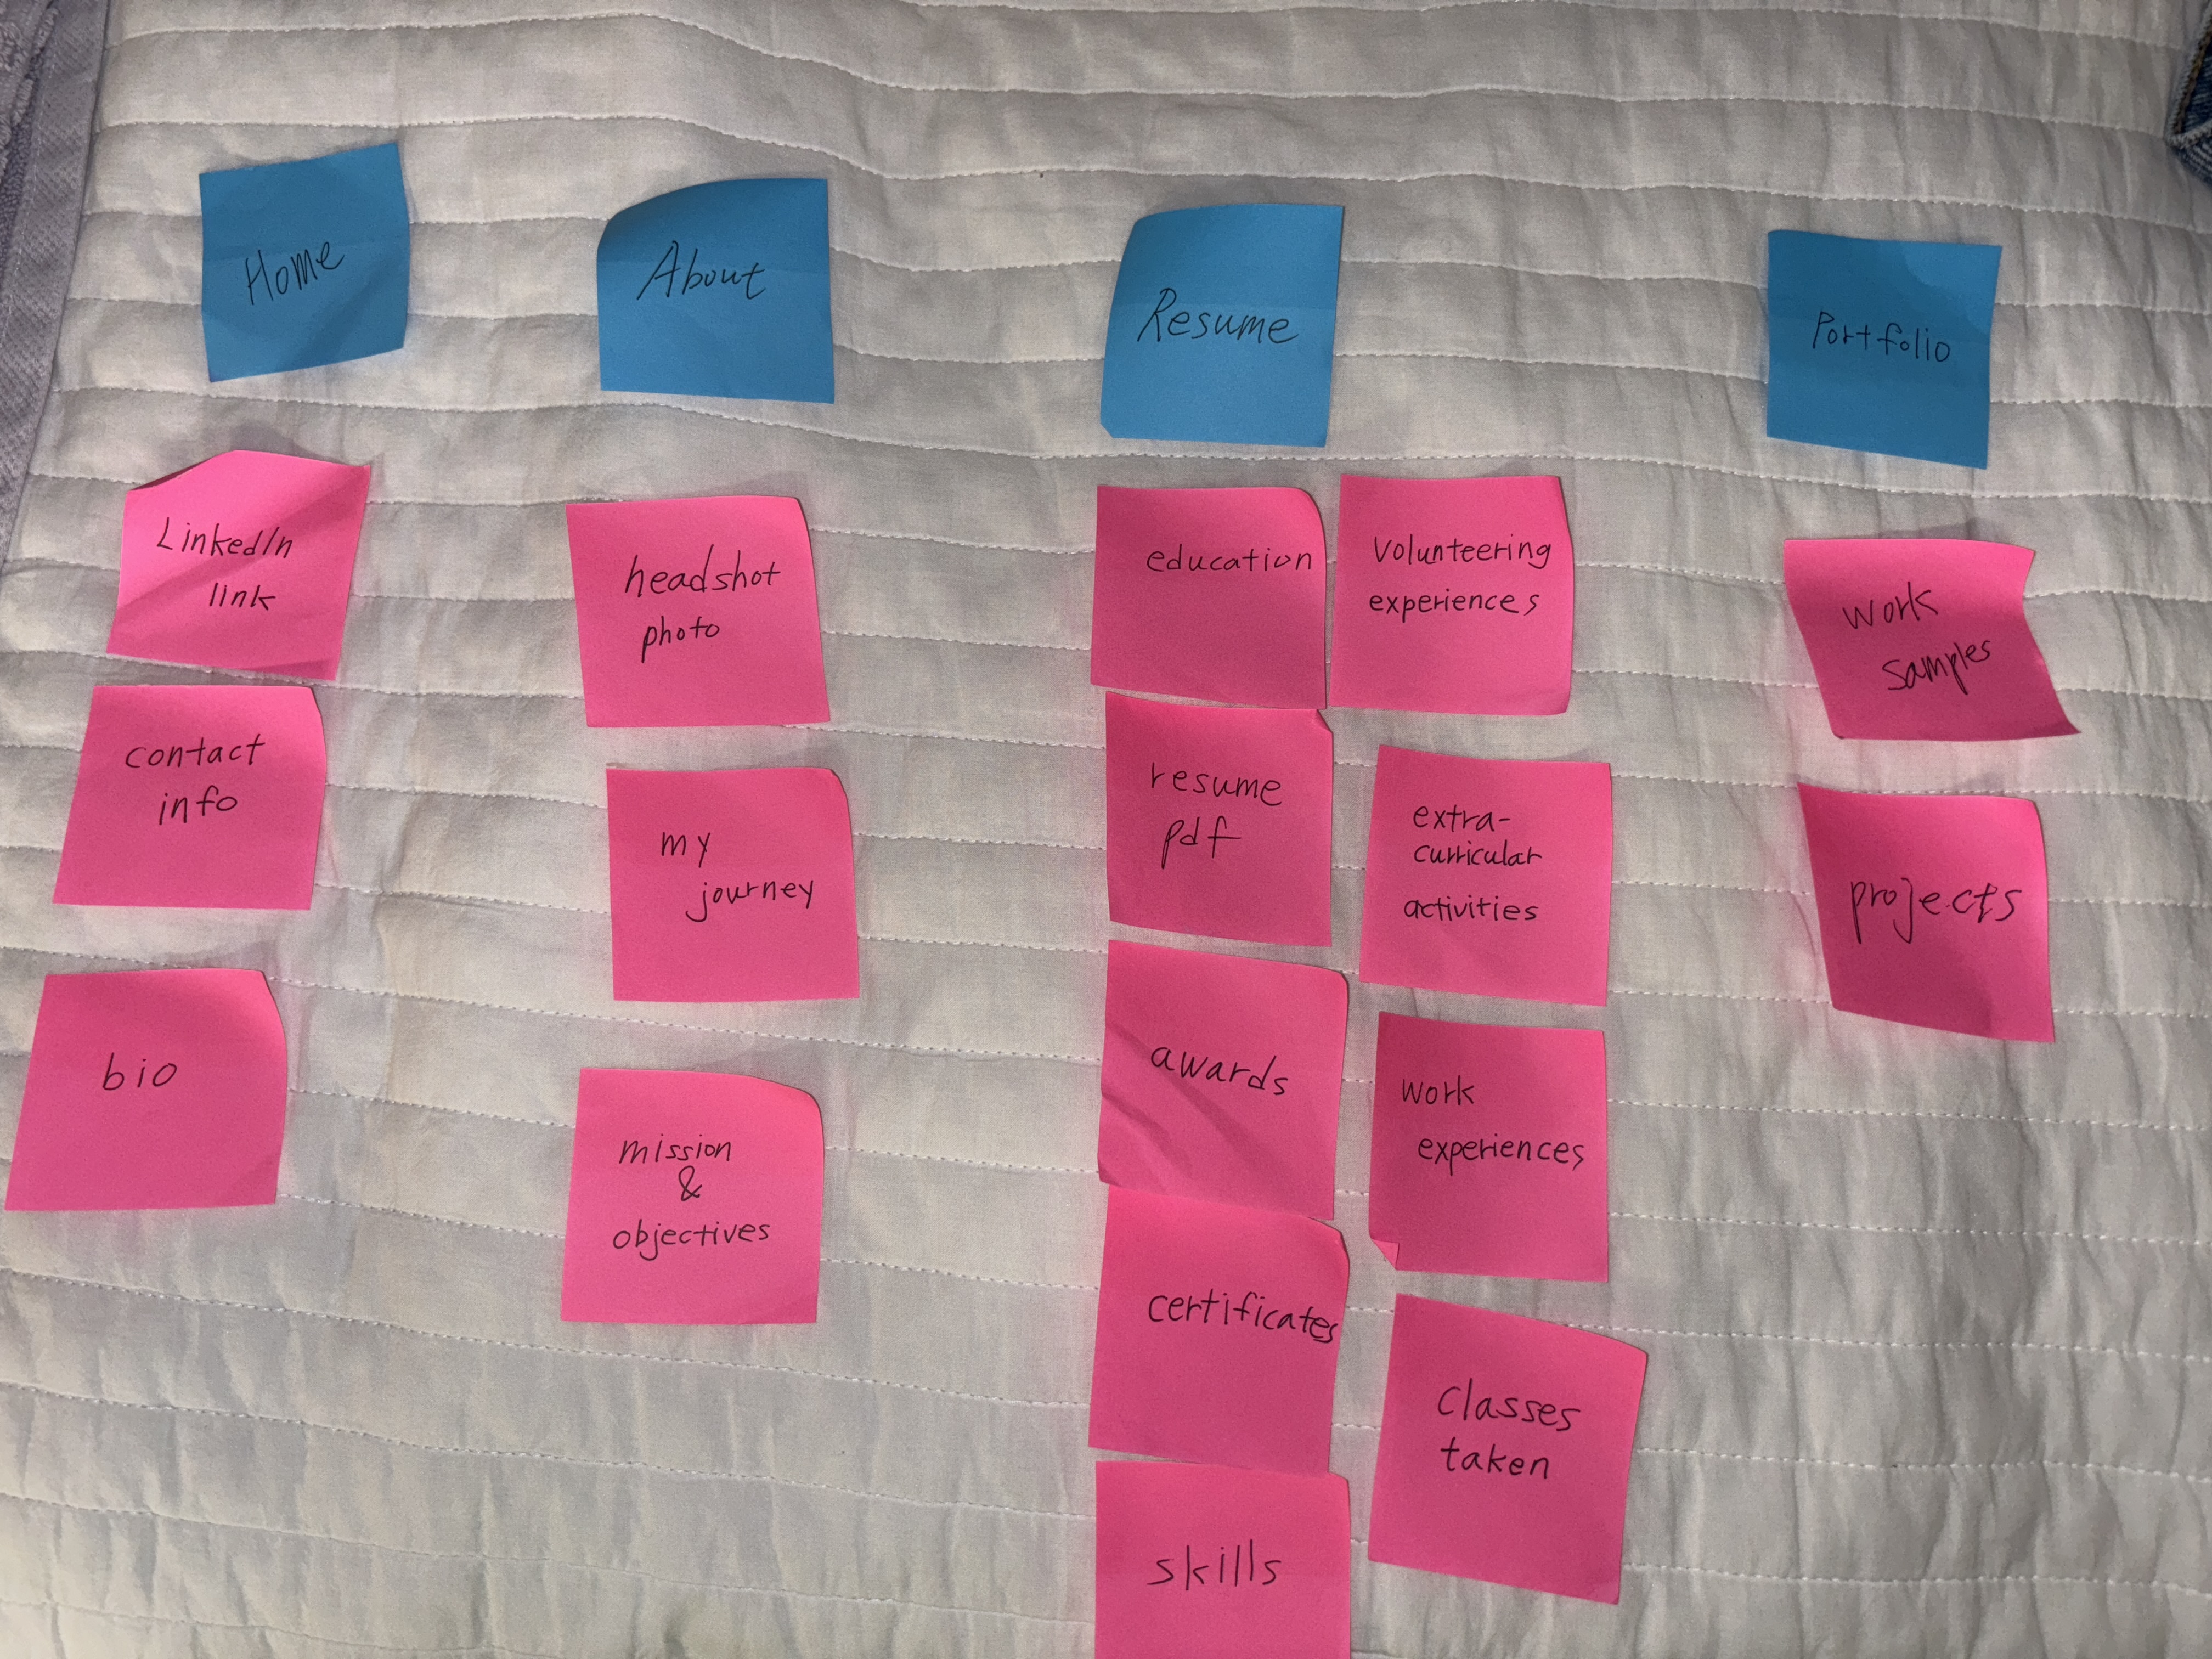 Home
About
Resume
Portfolio
LinkedIn
link
contact
info
bio
headshot
photo
my
journey
mission
&
objectives
education
resume
pdf
awards
certificates
skills
Volunteering
experiences
extra-
curricular
activities
work
experiences
Classes
taken
work
samples
projects